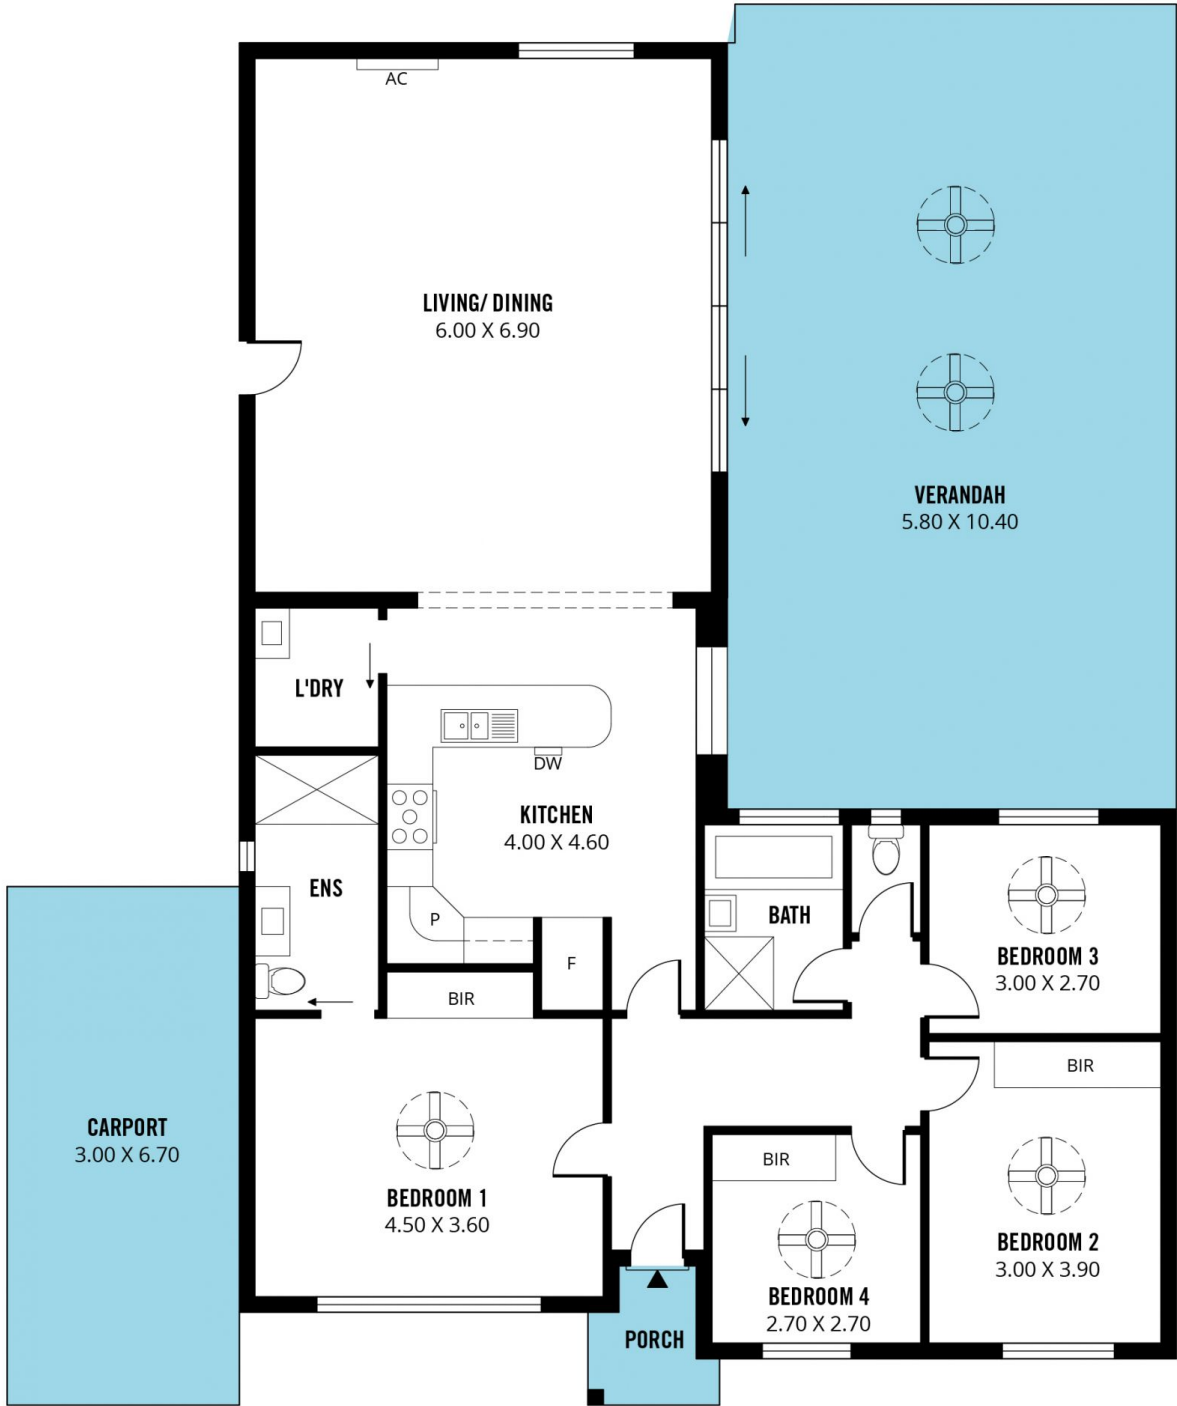 AC
LIVING/ DINING
6.00 X 6.90
VERANDAH
5.80 X 10.40
L'DRY
DW
KITCHEN
4.00 X 4.60
ENS
P
F
BIR
BATH
BEDROOM 3
3.00 X 2.70
BIR
CARPORT
3.00 X 6.70
BEDROOM 1
4.50 X 3.60
BIR
BEDROOM 2
3.00 X 3.90
BEDROOM 4
2.70 X 2.70
PORCH